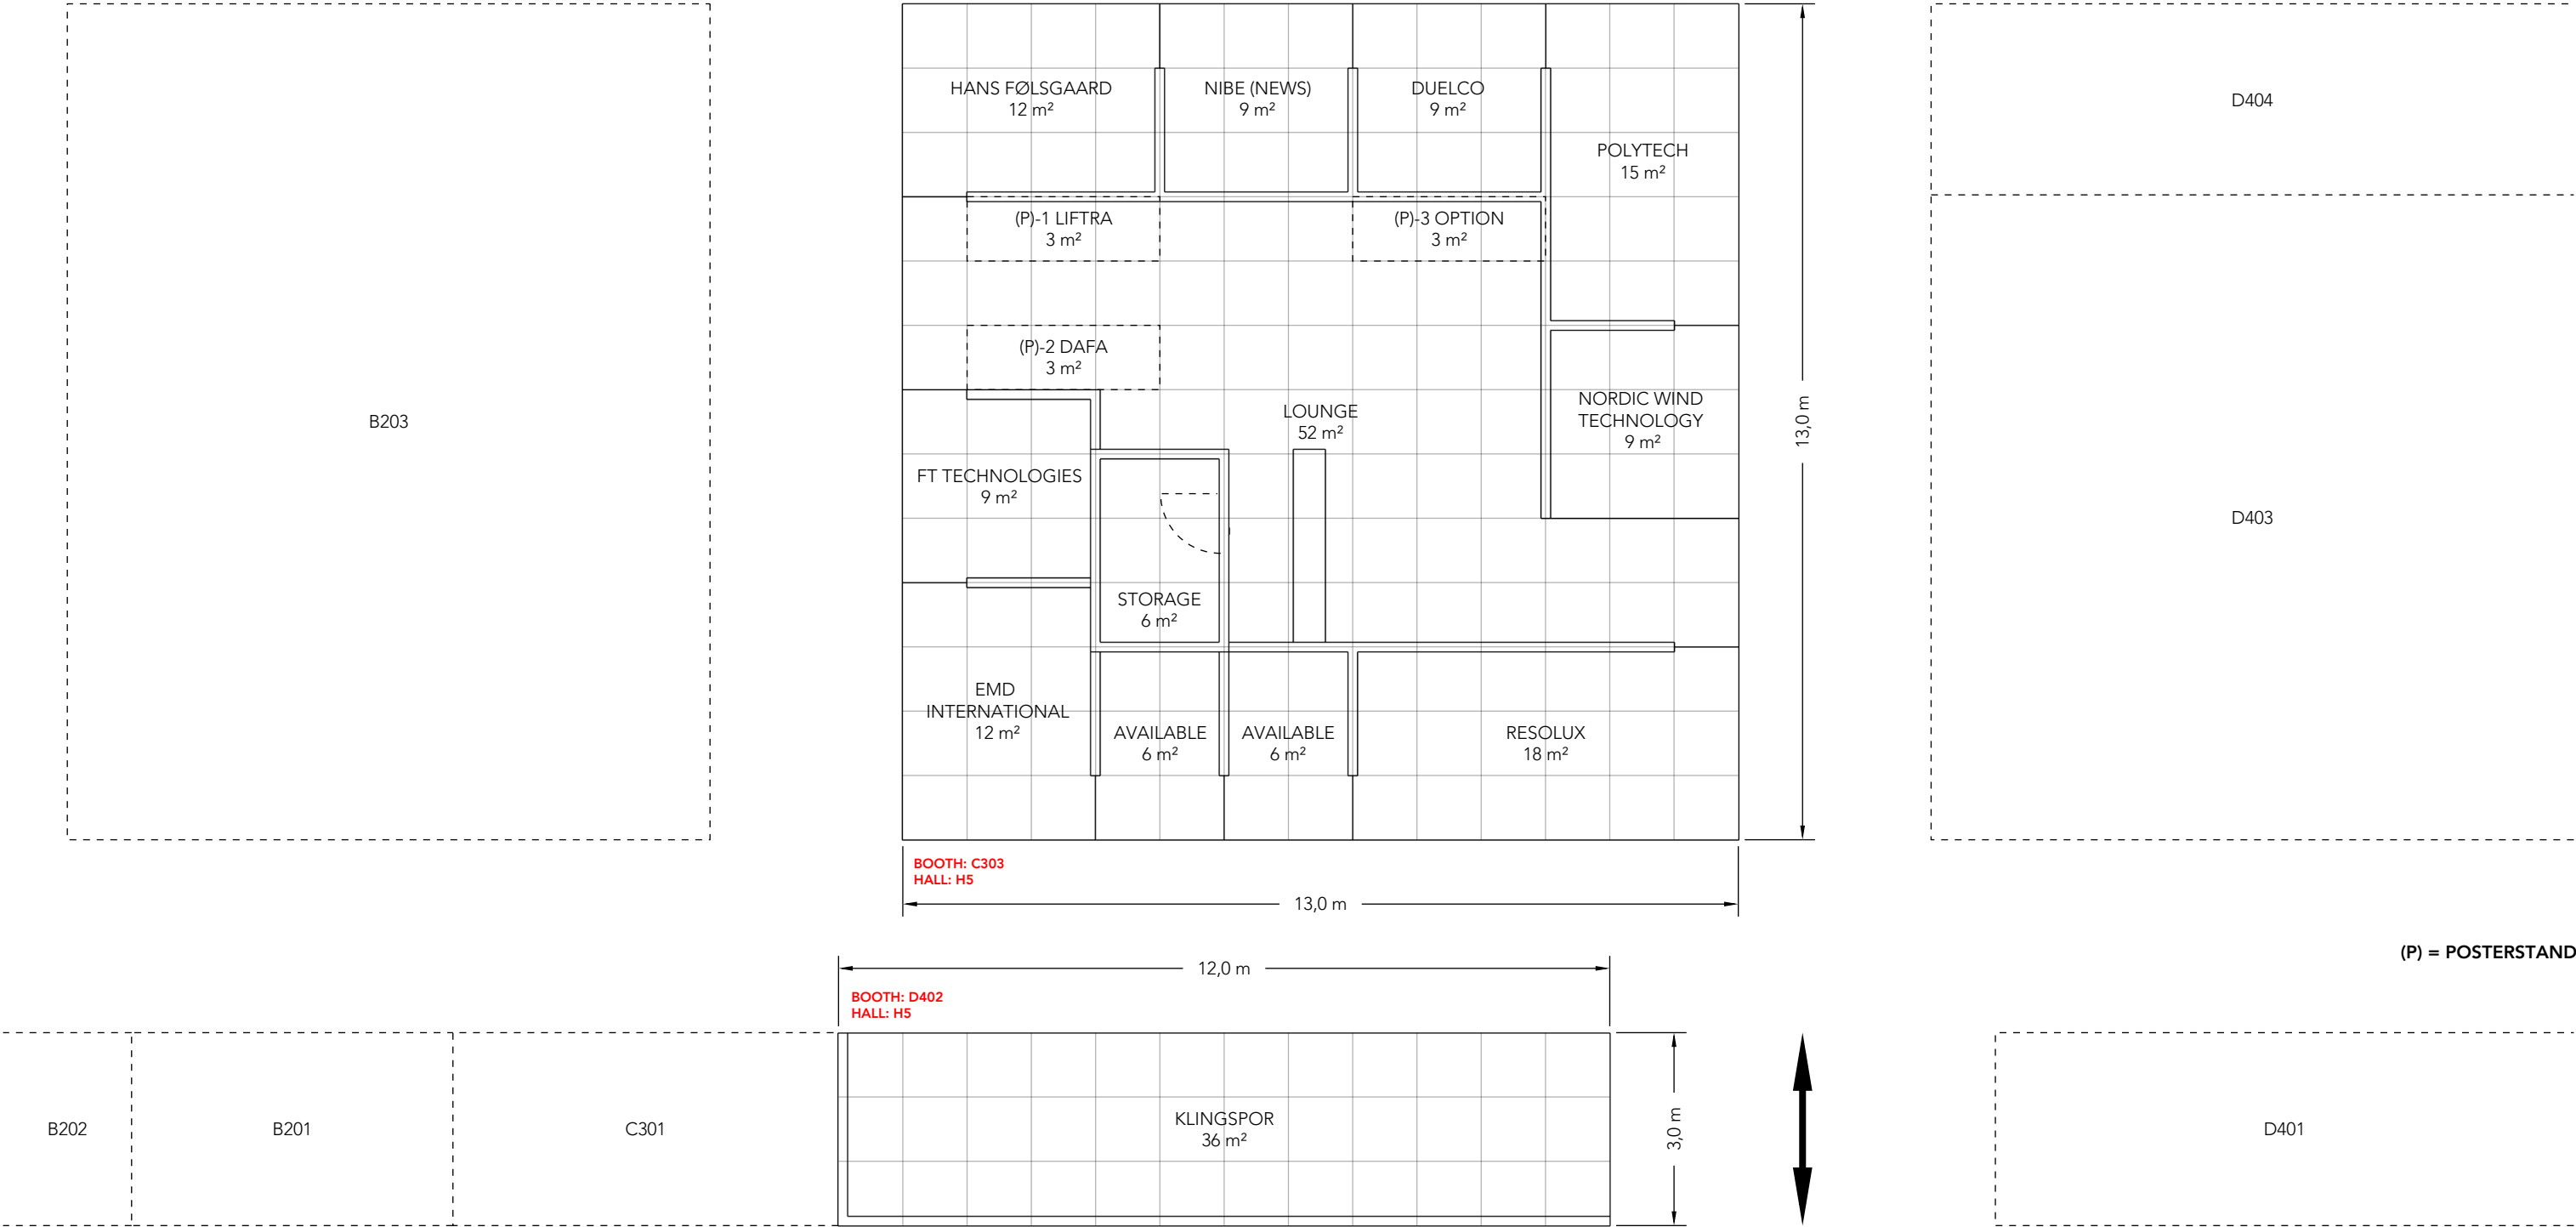 HANS FØLSGAARD
12 m²
NIBE (NEWS)
9 m²
DUELCO
9 m²
POLYTECH
15 m²
D404
(P)-1 LIFTRA
3 m²
(P)-3 OPTION
3 m²
(P)-2 DAFA
3 m²
B203
LOUNGE
52 m²
NORDIC WIND
TECHNOLOGY
9 m²
13,0 m
FT TECHNOLOGIES
9 m²
D403
STORAGE
6 m²
EMD
INTERNATIONAL
12 m²
AVAILABLE
6 m²
AVAILABLE
6 m²
RESOLUX
18 m²
BOOTH: C303
HALL: H5
13,0 m
(P) = POSTERSTAND
12,0 m
BOOTH: D402
HALL: H5
B202
B201
C301
KLINGSPOR
36 m²
3,0 m
D401